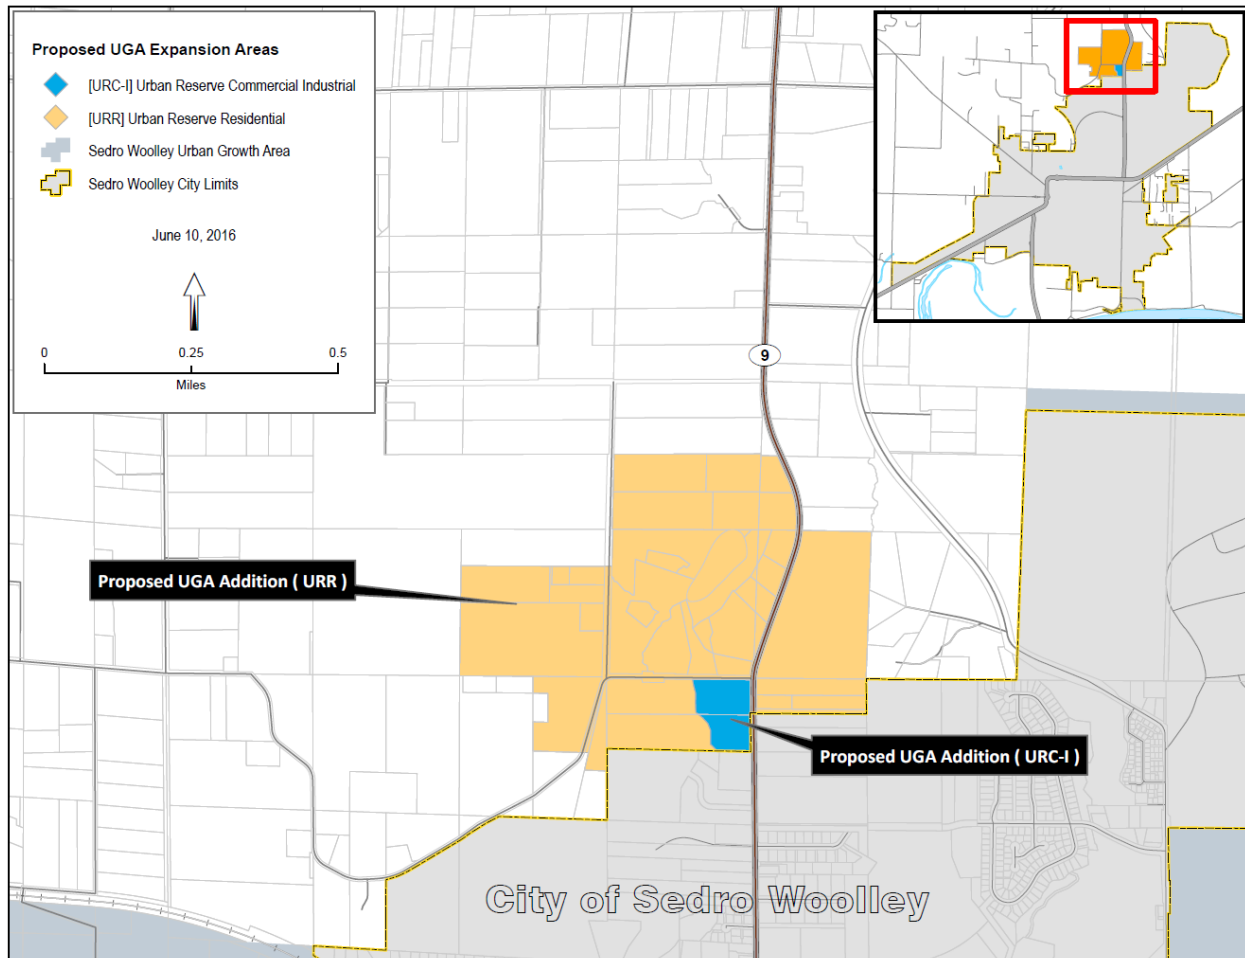 Proposed UGA Expansion Areas
[URC-I] Urban Reserve Commercial Industrial
[URR] Urban Reserve Residential
Sedro Woolley Urban Growth Area
Sedro Woolley City Limits
June 10, 2016
0 0.25 0.5
Miles
9
Proposed UGA Addition ( URR )
Proposed UGA Addition ( URC-I )
City of Sedro Woolley